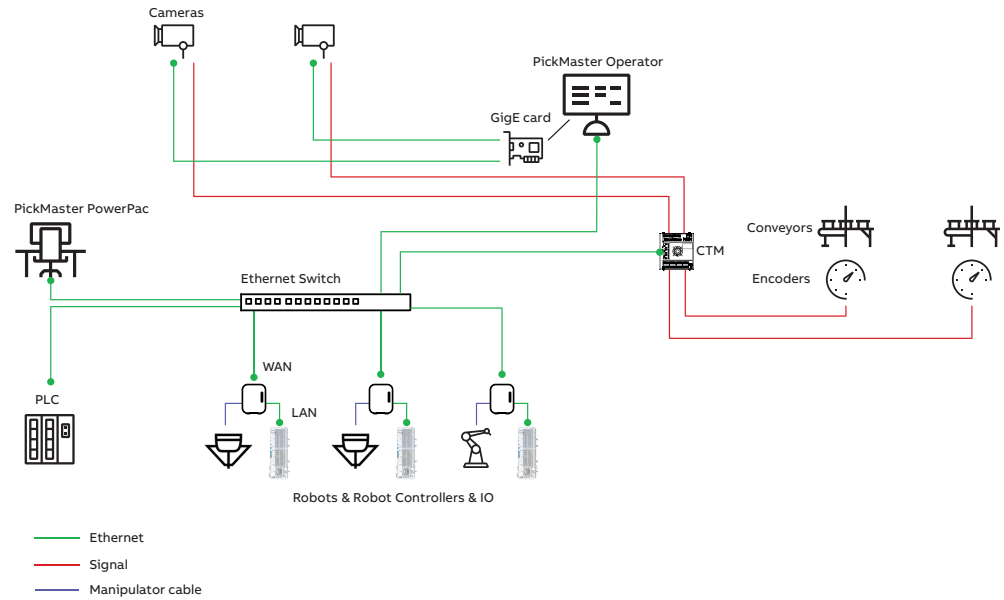 Cameras
PickMaster Operator
GigE card
PickMaster PowerPac
Conveyors
CTM
Encoders
Ethernet Switch
WAN
PLC
LAN
Robots & Robot Controllers & IO
Ethernet
Signal
Manipulator cable